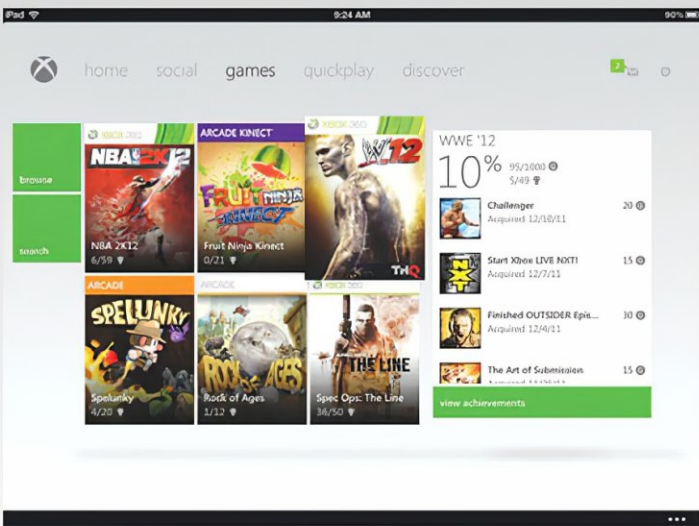 iPad 9:24 AM 90%
home social games quickplay discover
browse
search
XBOX 360
NBA 2K12
NBA 2K12
6/59
ARCADE KINECT
FRUIT NINJA
KINECT
Fruit Ninja Kinect
0/21
XBOX 360
W'12
THQ
ARCADE
SPELUNKY
Spelunky
4/20
ARCADE
ROCK OF AGES
Rock of Ages
1/12
XBOX 360
THE LINE
Spec Ops: The Line
36/50
WWE '12
10% 95/1000
5/49
Challenger 20
Acquired 12/10/11
NXT
Start Xbox LIVE NXT! 15
Acquired 12/7/11
Finished OUTSIDER Epis... 30
Acquired 12/4/11
The Art of Submission 15
view achievements